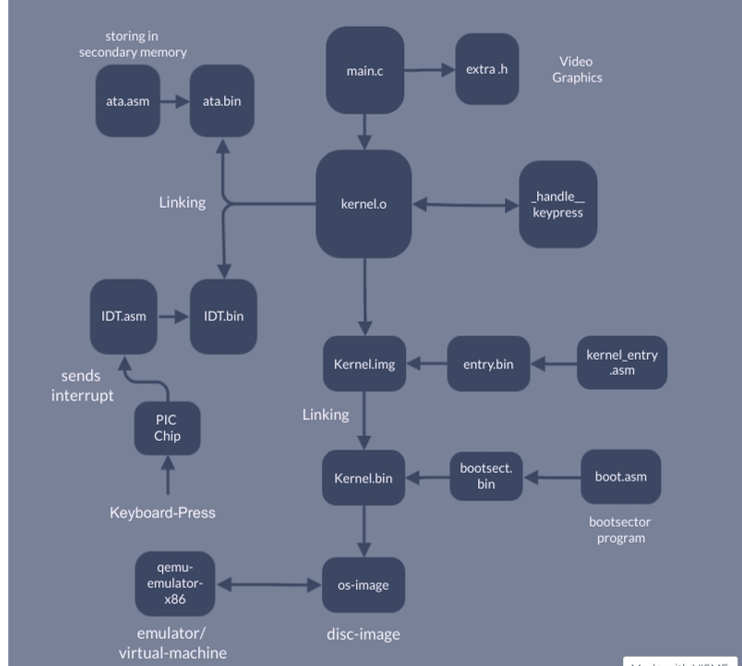 storing in
secondary memory
ata.asm
ata.bin
main.c
extra .h
Video
Graphics
Linking
kernel.o
_handle__
keypress
IDT.asm
IDT.bin
sends
interrupt
PIC
Chip
Keyboard-Press
Kernel.img
entry.bin
kernel_entry
.asm
Linking
Kernel.bin
bootsect.
bin
boot.asm
bootsector
program
qemu-
emulator-
x86
os-image
emulator/
virtual-machine
disc-image